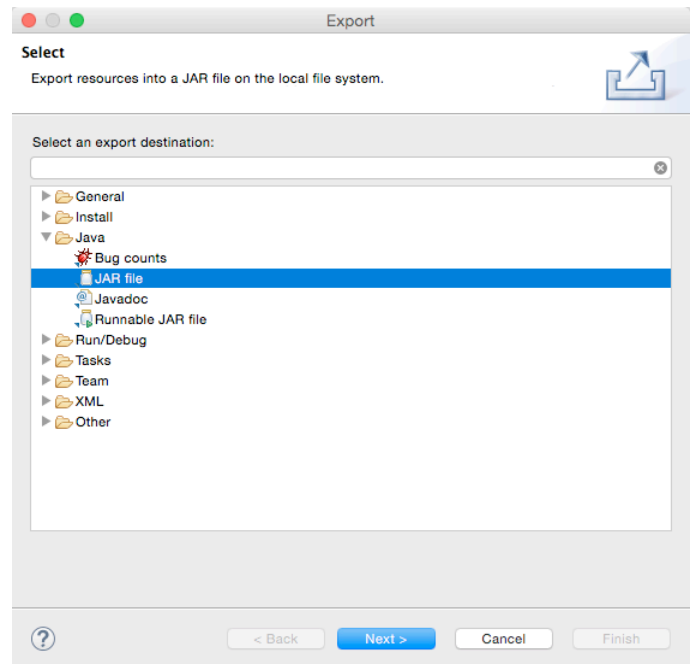 Export
Select
Export resources into a JAR file on the local file system.
Select an export destination:
General
Install
Java
Bug counts
JAR file
Javadoc
Runnable JAR file
Run/Debug
Tasks
Team
XML
Other
?
< Back Next > Cancel Finish